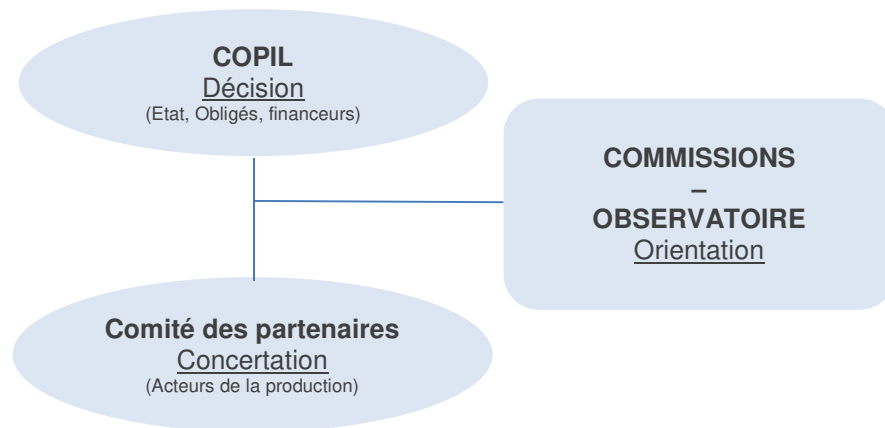 COPIL
Décision
(Etat, Obligés, financeurs)
COMMISSIONS
–
OBSERVATOIRE
Orientation
Comité des partenaires
Concertation
(Acteurs de la production)